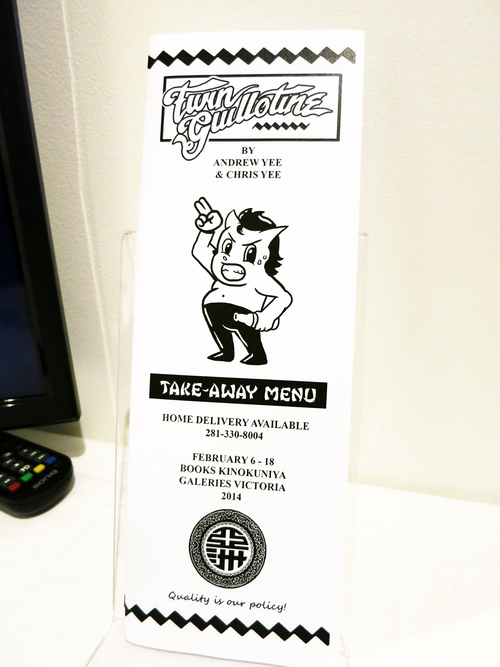 Twin
Guillotine
BY
ANDREW YEE
& CHRIS YEE
TAKE-AWAY MENU
HOME DELIVERY AVAILABLE
281-330-8004
FEBRUARY 6 - 18
BOOKS KINOKUNIYA
GALERIES VICTORIA
2014
Quality is our policy!